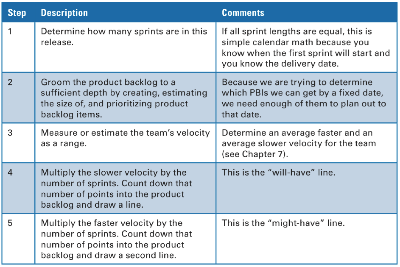 Step Description Comments
1 Determine how many sprints are in this If all sprint lengths are equal, this is
release. simple calendar math because you
know when the first sprint will start and
you know the delivery date.
2 Groom the product backlog to a Because we are trying to determine
sufficient depth by creating, estimating which PBIs we can get by a fixed date,
the size of, and prioritizing product we need enough of them to plan out to
backlog items. that date.
3 Measure or estimate the team's velocity Determine an average faster and an
as a range. average slower velocity for the team
(see Chapter 7).
4 Multiply the slower velocity by the This is the “will-have” line.
number of sprints. Count down that
number of points into the product
backlog and draw a line.
5 Multiply the faster velocity by the This is the “might-have” line.
number of sprints. Count down that
number of points into the product
backlog and draw a second line.